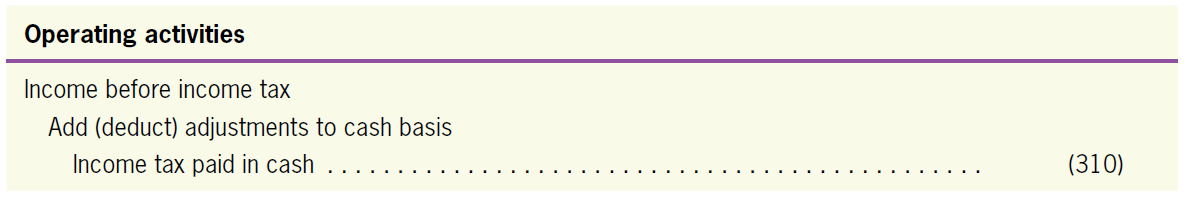 Operating activities
Income before income tax
Add (deduct) adjustments to cash basis
Income tax paid in cash . . . . . . . . . . . . . . . . . . . . . . . . . . . . . . . . . . . . . . . . . . . . . . . (310)